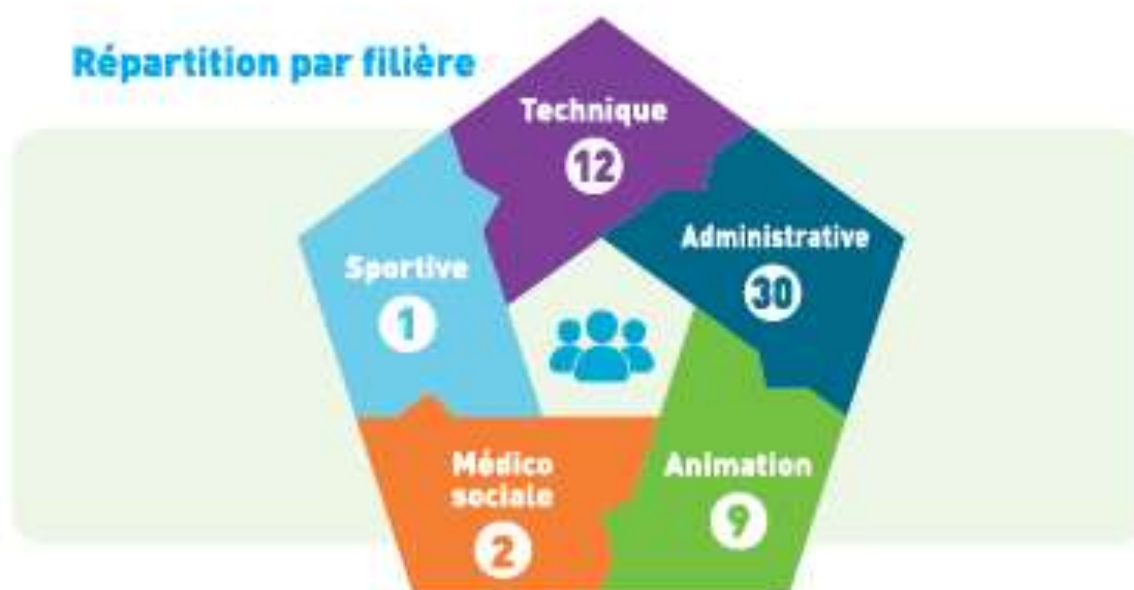 Répartition par filière
Technique
12
Administrative
30
Sportive
1
Médico
sociale
2
Animation
9